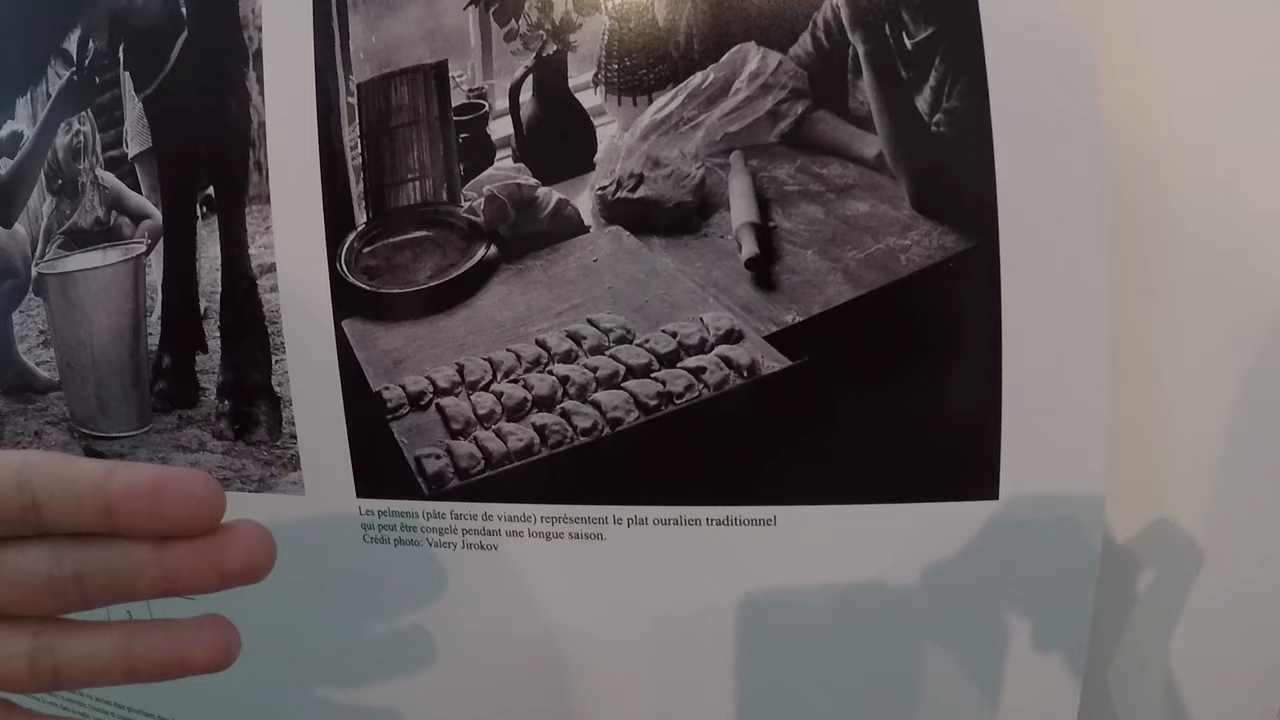 Les pelmenis (pâte farcie de viande) représentent le plat ouralien traditionnel
qui peut être congelé pendant une longue saison.
Crédit photo: Valery Jirokov
3